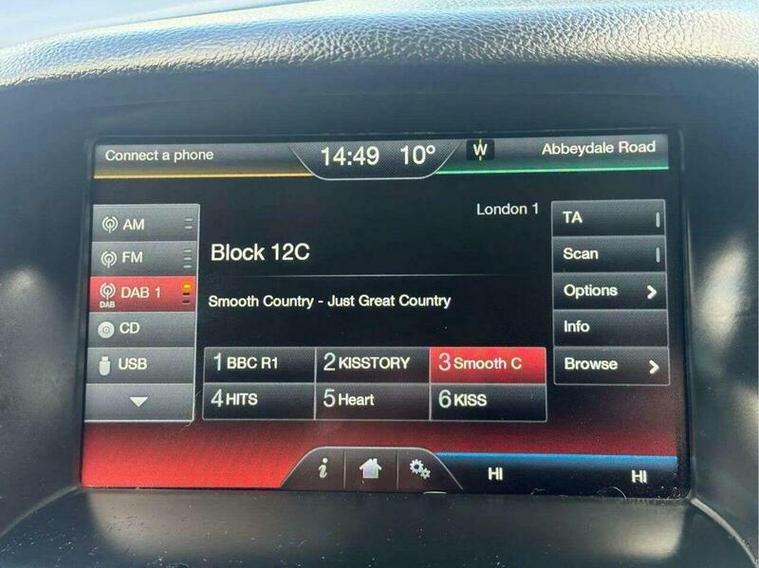 Connect a phone
14:49 10°
W
Abbeydale Road
AM
FM
DAB
DAB 1
CD
USB
London 1
Block 12C
Smooth Country - Just Great Country
1 BBC R1
2 KISSTORY
3 Smooth C
4 HITS
5 Heart
6 KISS
TA
Scan
Options
Info
Browse
i
HI
HI